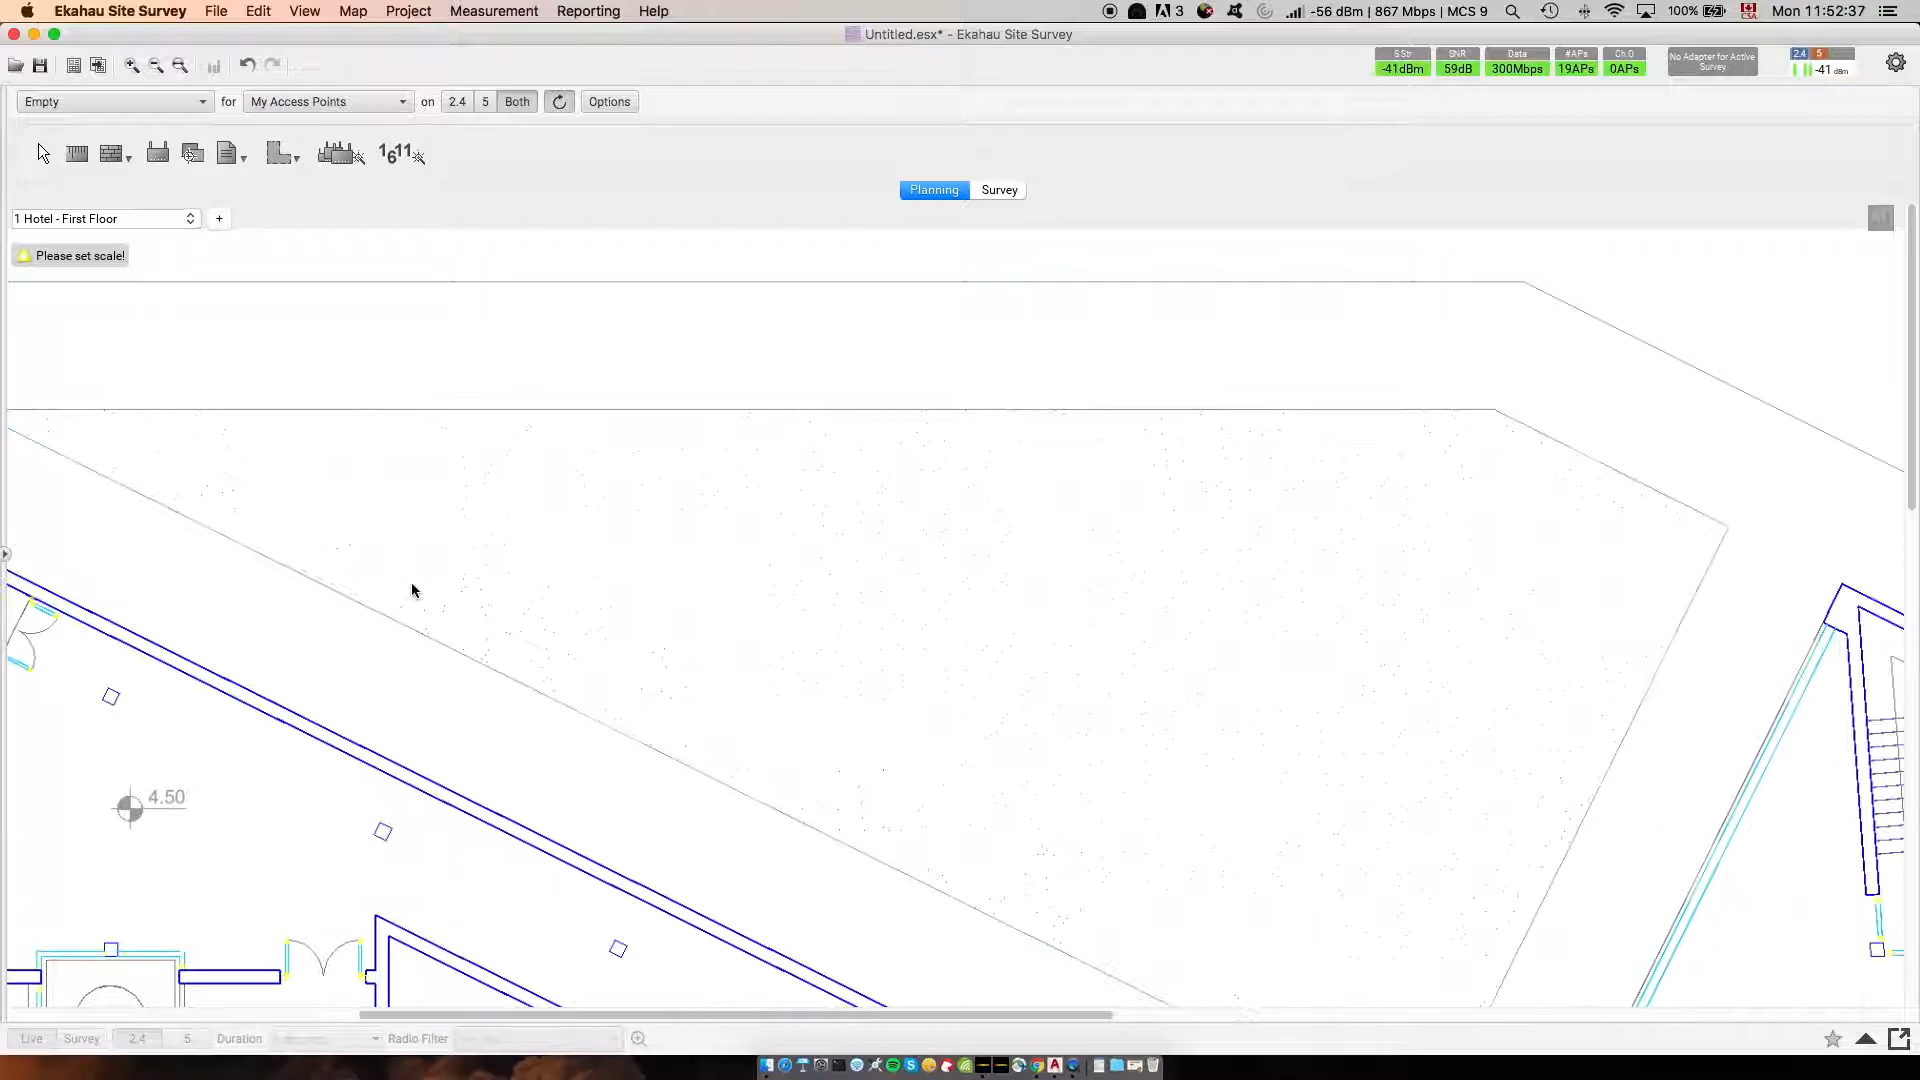 Ekahau Site Survey File Edit View Map Project Measurement Reporting Help 3 -56 dBm | 867 Mbps | MCS 9 100% CSA Mon 11:52:37
Untitled.esx* - Ekahau Site Survey
S.Str SNR Data #APs Ch.O No Adapter for Active Survey 2.4 5
-41dBm 59dB 300Mbps 19APs 0APs -41 dBm
Empty for My Access Points on 2.4 5 Both Options
1611
Planning Survey
1 Hotel - First Floor +
Please set scale!
4.50
Live Survey 2.4 5 Duration Radio Filter